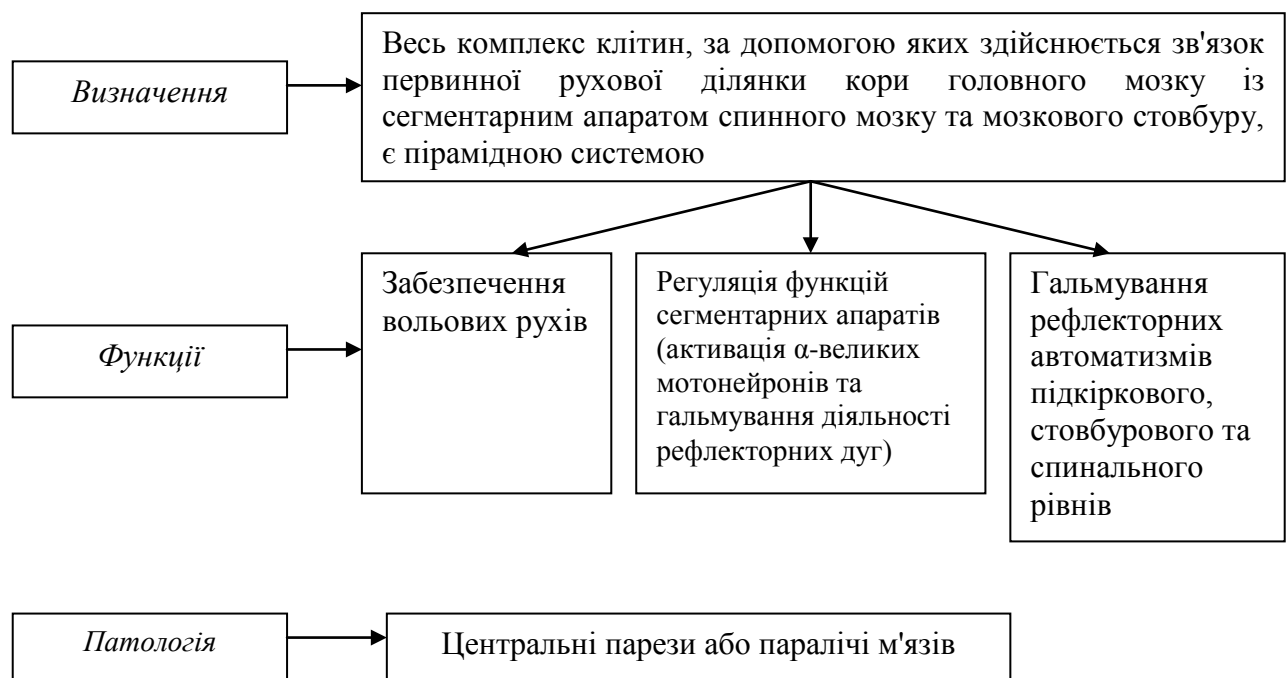 Визначення
Весь комплекс клітин, за допомогою яких здійснюється зв'язок
первинної рухової ділянки кори головного мозку із
сегментарним апаратом спинного мозку та мозкового стовбуру,
є пірамідною системою
Функції
Забезпечення
вольових рухів
Регуляція функцій
сегментарних апаратів
(активація α-великих
мотонейронів та
гальмування діяльності
рефлекторних дуг)
Гальмування
рефлекторних
автоматизмів
підкіркового,
стовбурового та
спинального
рівнів
Патологія
Центральні парези або паралічі м'язів